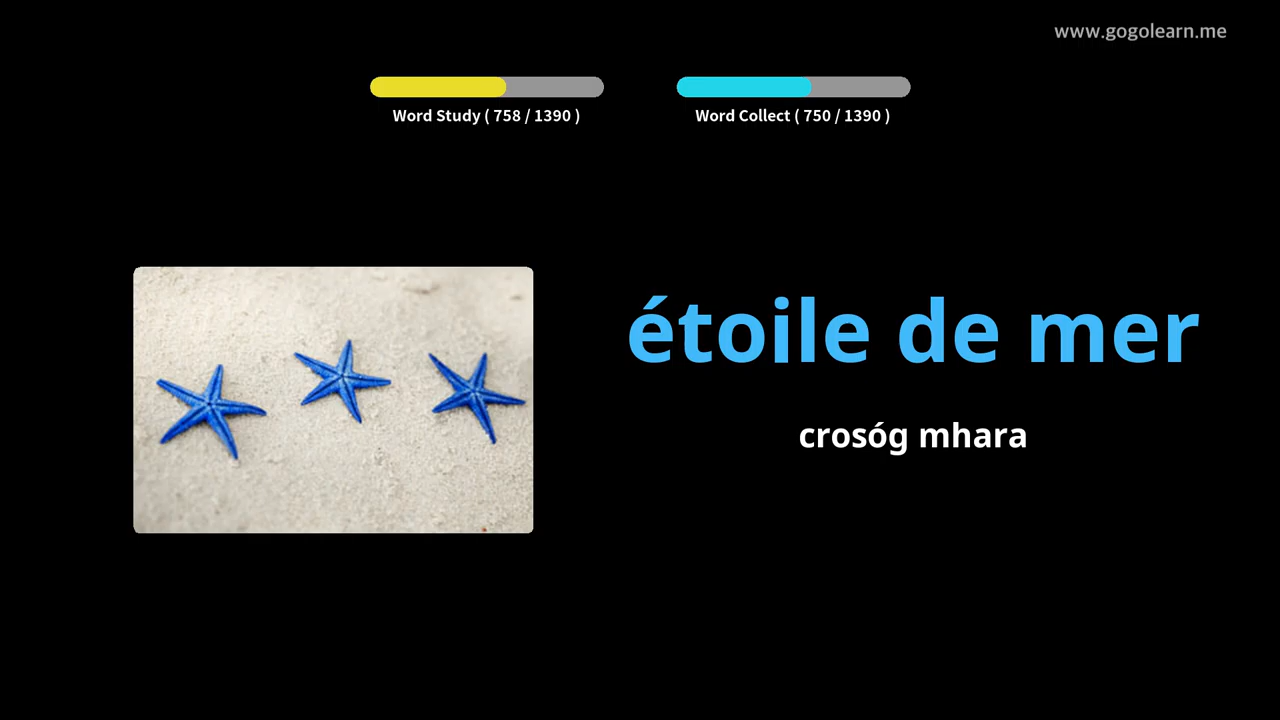 www.gogolearn.me
Word Study ( 758 / 1390 )
Word Collect ( 750 / 1390 )
étoile de mer
crosóg mhara